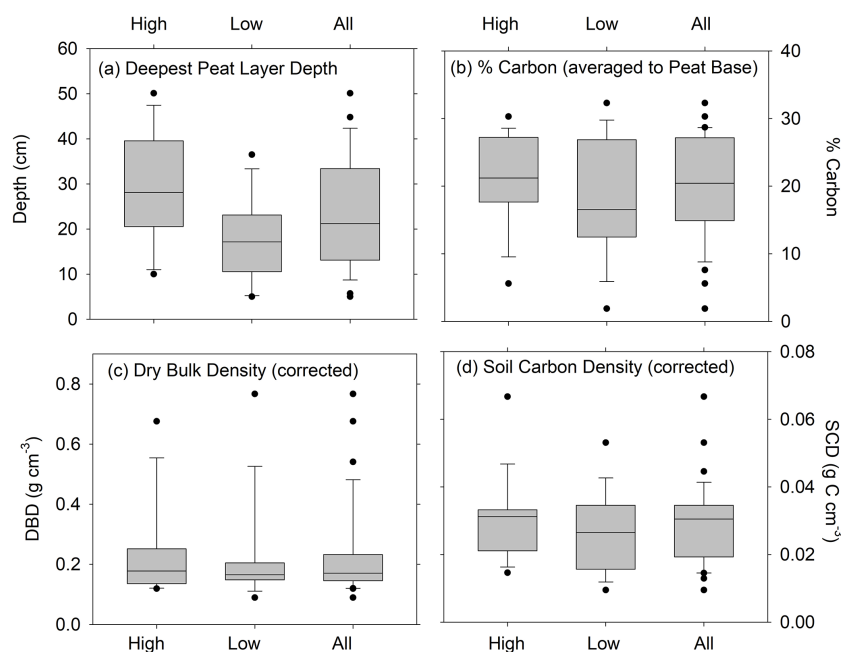 High Low All
60
50
40
30
20
10
0
Depth (cm)
(a) Deepest Peat Layer Depth
High Low All
(b) % Carbon (averaged to Peat Base)
40
30
20
10
0
% Carbon
0.8
0.6
0.4
0.2
0.0
DBD (g cm-3)
(c) Dry Bulk Density (corrected)
High Low All
(d) Soil Carbon Density (corrected)
0.08
0.06
0.04
0.02
0.00
SCD (g C cm-3)
High Low All